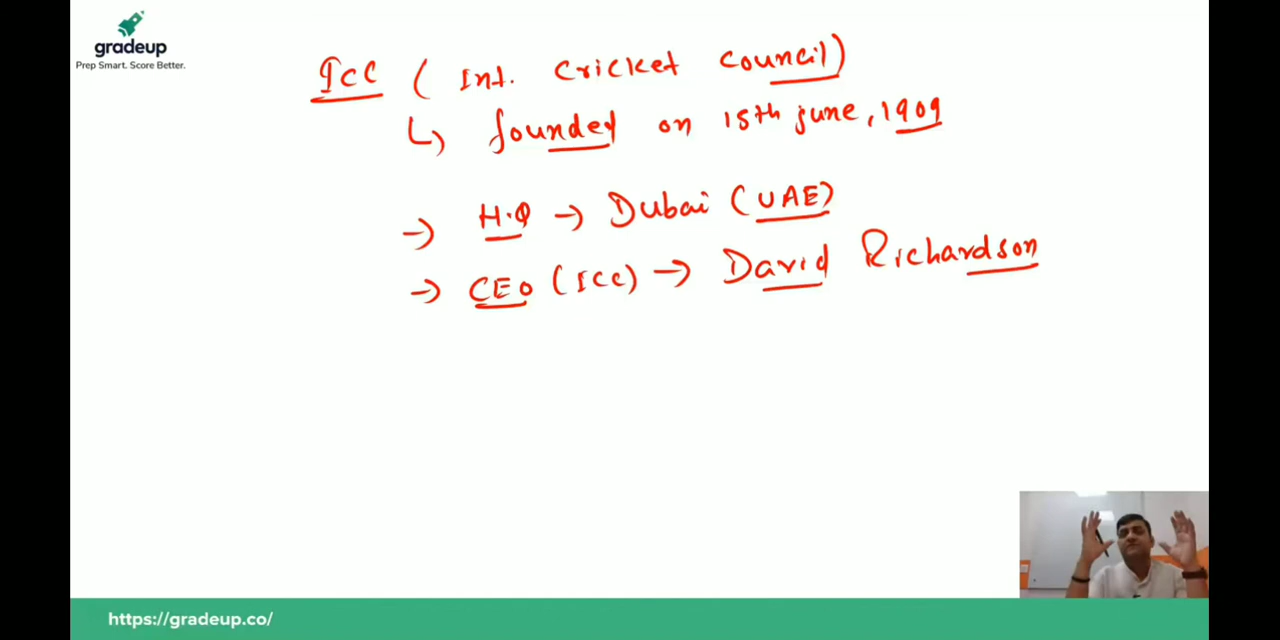 gradeup
Prep Smart. Score Better.
ICC ( Int. Cricket Council)
↳ founded on 15th june, 1909
→ H.Q → Dubai (UAE)
→ CEO (ICC) → David Richardson
https://gradeup.co/